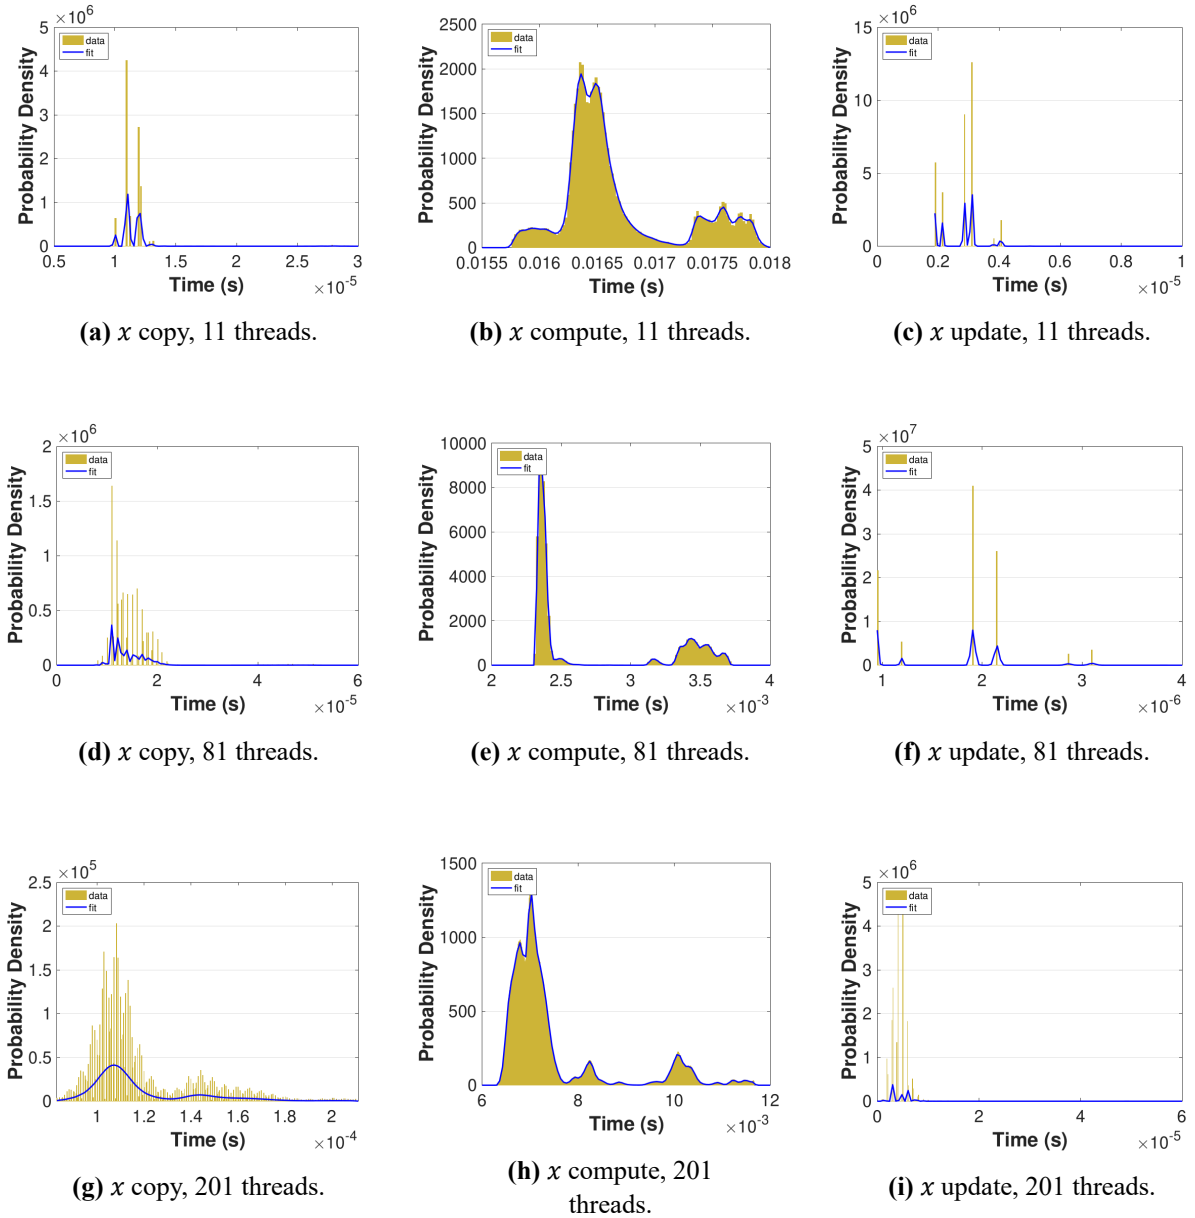 ×10^6
5
4
3
2
1
0
0.5 1 1.5 2 2.5 3
×10^-5
Probability Density
Time (s)
data
fit
(a) x copy, 11 threads.
2500
2000
1500
1000
500
0
0.0155 0.016 0.0165 0.017 0.0175 0.018
Probability Density
Time (s)
data
fit
(b) x compute, 11 threads.
×10^6
15
10
5
0
0 0.2 0.4 0.6 0.8 1
×10^-5
Probability Density
Time (s)
data
fit
(c) x update, 11 threads.
×10^6
2
1.5
1
0.5
0
0 2 4 6
×10^-5
Probability Density
Time (s)
data
fit
(d) x copy, 81 threads.
10000
8000
6000
4000
2000
0
2 2.5 3 3.5 4
×10^-3
Probability Density
Time (s)
data
fit
(e) x compute, 81 threads.
×10^7
5
4
3
2
1
0
1 2 3 4
×10^-6
Probability Density
Time (s)
data
fit
(f) x update, 81 threads.
×10^5
2.5
2
1.5
1
0.5
0
1 1.2 1.4 1.6 1.8 2
×10^-4
Probability Density
Time (s)
data
fit
(g) x copy, 201 threads.
1500
1000
500
0
6 8 10 12
×10^-3
Probability Density
Time (s)
data
fit
(h) x compute, 201
threads.
×10^6
5
4
3
2
1
0
0 2 4 6
×10^-5
Probability Density
Time (s)
data
fit
(i) x update, 201 threads.